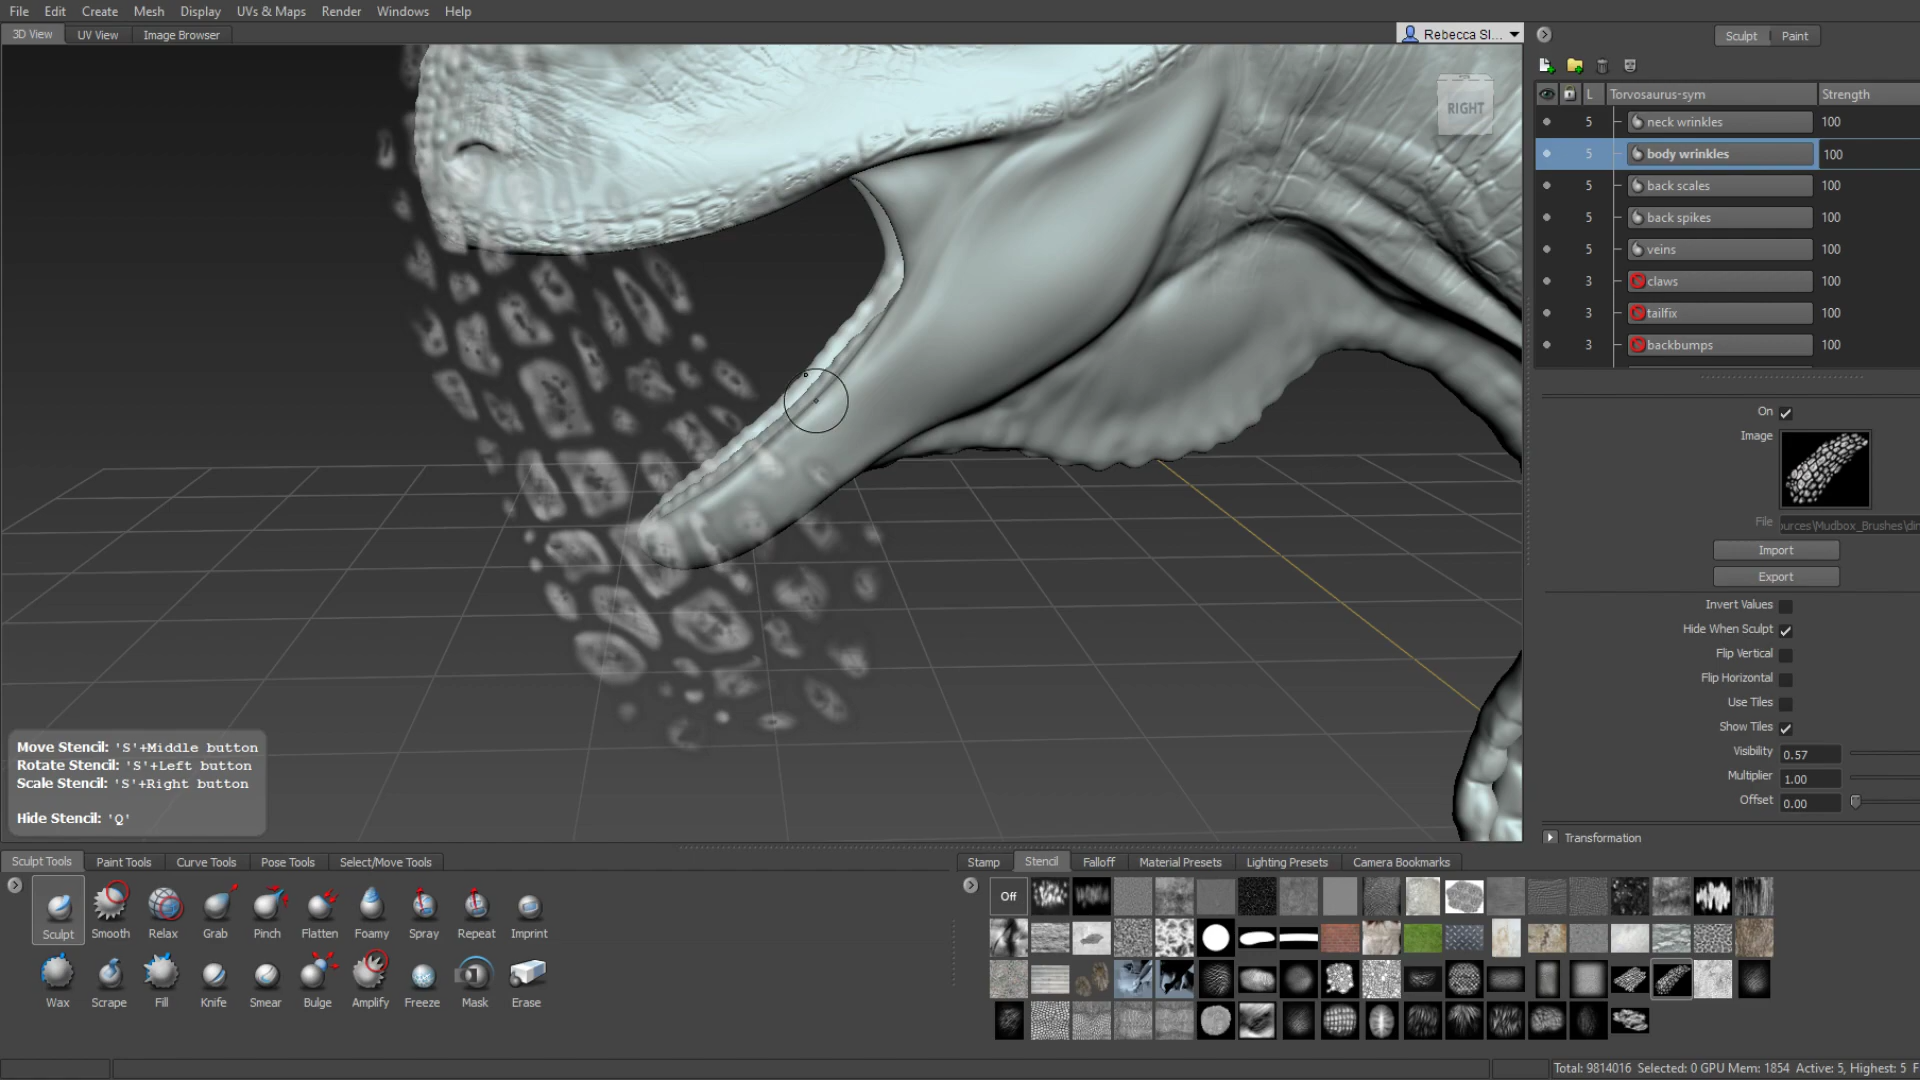 File Edit Create Mesh Display UVs & Maps Render Windows Help
3D View UV View Image Browser
Rebecca Sl...
Sculpt Paint
RIGHT
L Torvosaurus-sym Strength
5 neck wrinkles 100
5 body wrinkles 100
5 back scales 100
5 back spikes 100
5 veins 100
3 claws 100
3 tailfix 100
3 backbumps 100
On
Image
File urces\Mudbox_Brushes\din
Import
Export
Invert Values
Hide When Sculpt
Flip Vertical
Flip Horizontal
Use Tiles
Show Tiles
Visibility 0.57
Multiplier 1.00
Offset 0.00
Transformation
Move Stencil: 'S'+Middle button
Rotate Stencil: 'S'+Left button
Scale Stencil: 'S'+Right button
Hide Stencil: 'Q'
Sculpt Tools Paint Tools Curve Tools Pose Tools Select/Move Tools
Sculpt Smooth Relax Grab Pinch Flatten Foamy Spray Repeat Imprint
Wax Scrape Fill Knife Smear Bulge Amplify Freeze Mask Erase
Stamp Stencil Falloff Material Presets Lighting Presets Camera Bookmarks
Off
Total: 9814016 Selected: 0 GPU Mem: 1854 Active: 5, Highest: 5 F